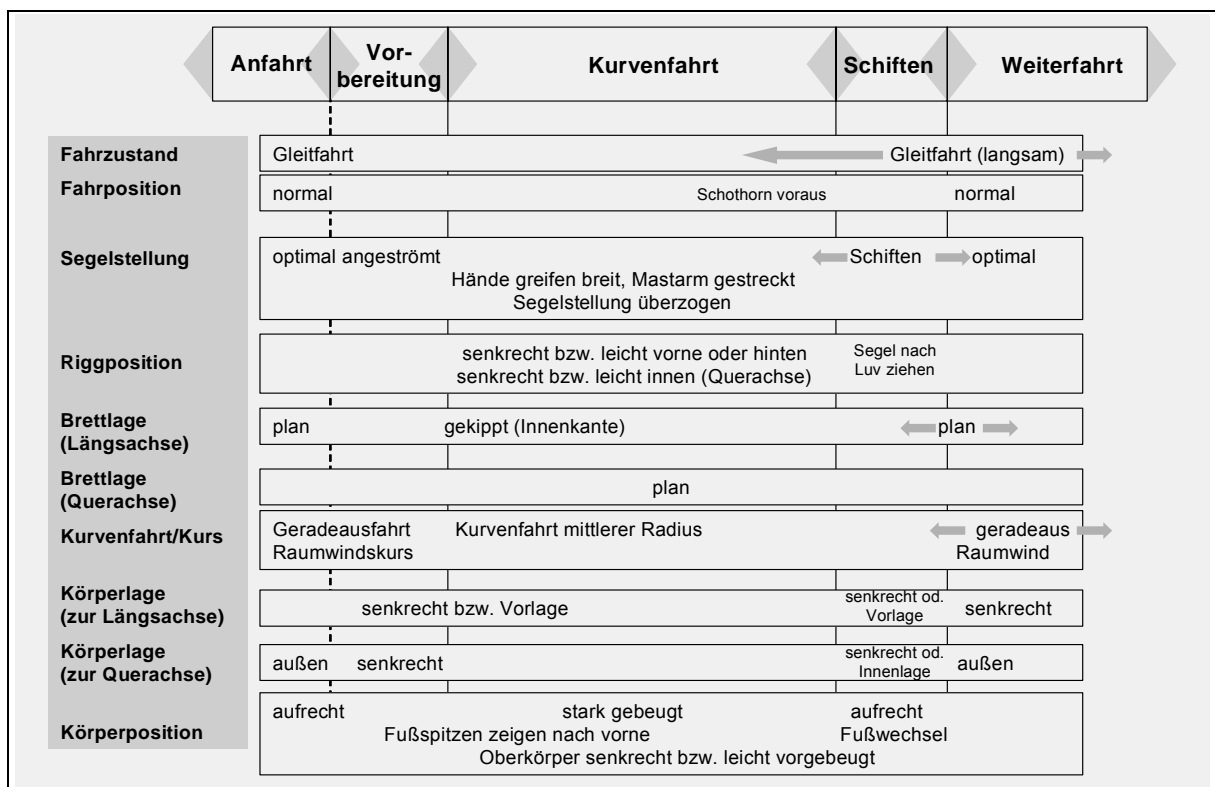 Anfahrt
Vor-
bereitung
Kurvenfahrt
Schiften
Weiterfahrt
Fahrzustand
Gleitfahrt
Gleitfahrt (langsam)
Fahrposition
normal
Schothorn voraus
normal
Segelstellung
optimal angeströmt
Schiften
optimal
Hände greifen breit, Mastarm gestreckt
Segelstellung überzogen
Riggposition
senkrecht bzw. leicht vorne oder hinten
senkrecht bzw. leicht innen (Querachse)
Segel nach
Luv ziehen
Brettlage
(Längsachse)
plan
gekippt (Innenkante)
plan
Brettlage
(Querachse)
plan
Kurvenfahrt/Kurs
Geradeausfahrt
Raumwindskurs
Kurvenfahrt mittlerer Radius
geradeaus
Raumwind
Körperlage
(zur Längsachse)
senkrecht bzw. Vorlage
senkrecht od.
Vorlage
senkrecht
Körperlage
(zur Querachse)
außen
senkrecht
senkrecht od.
Innenlage
außen
Körperposition
aufrecht
stark gebeugt
aufrecht
Fußspitzen zeigen nach vorne
Fußwechsel
Oberkörper senkrecht bzw. leicht vorgebeugt